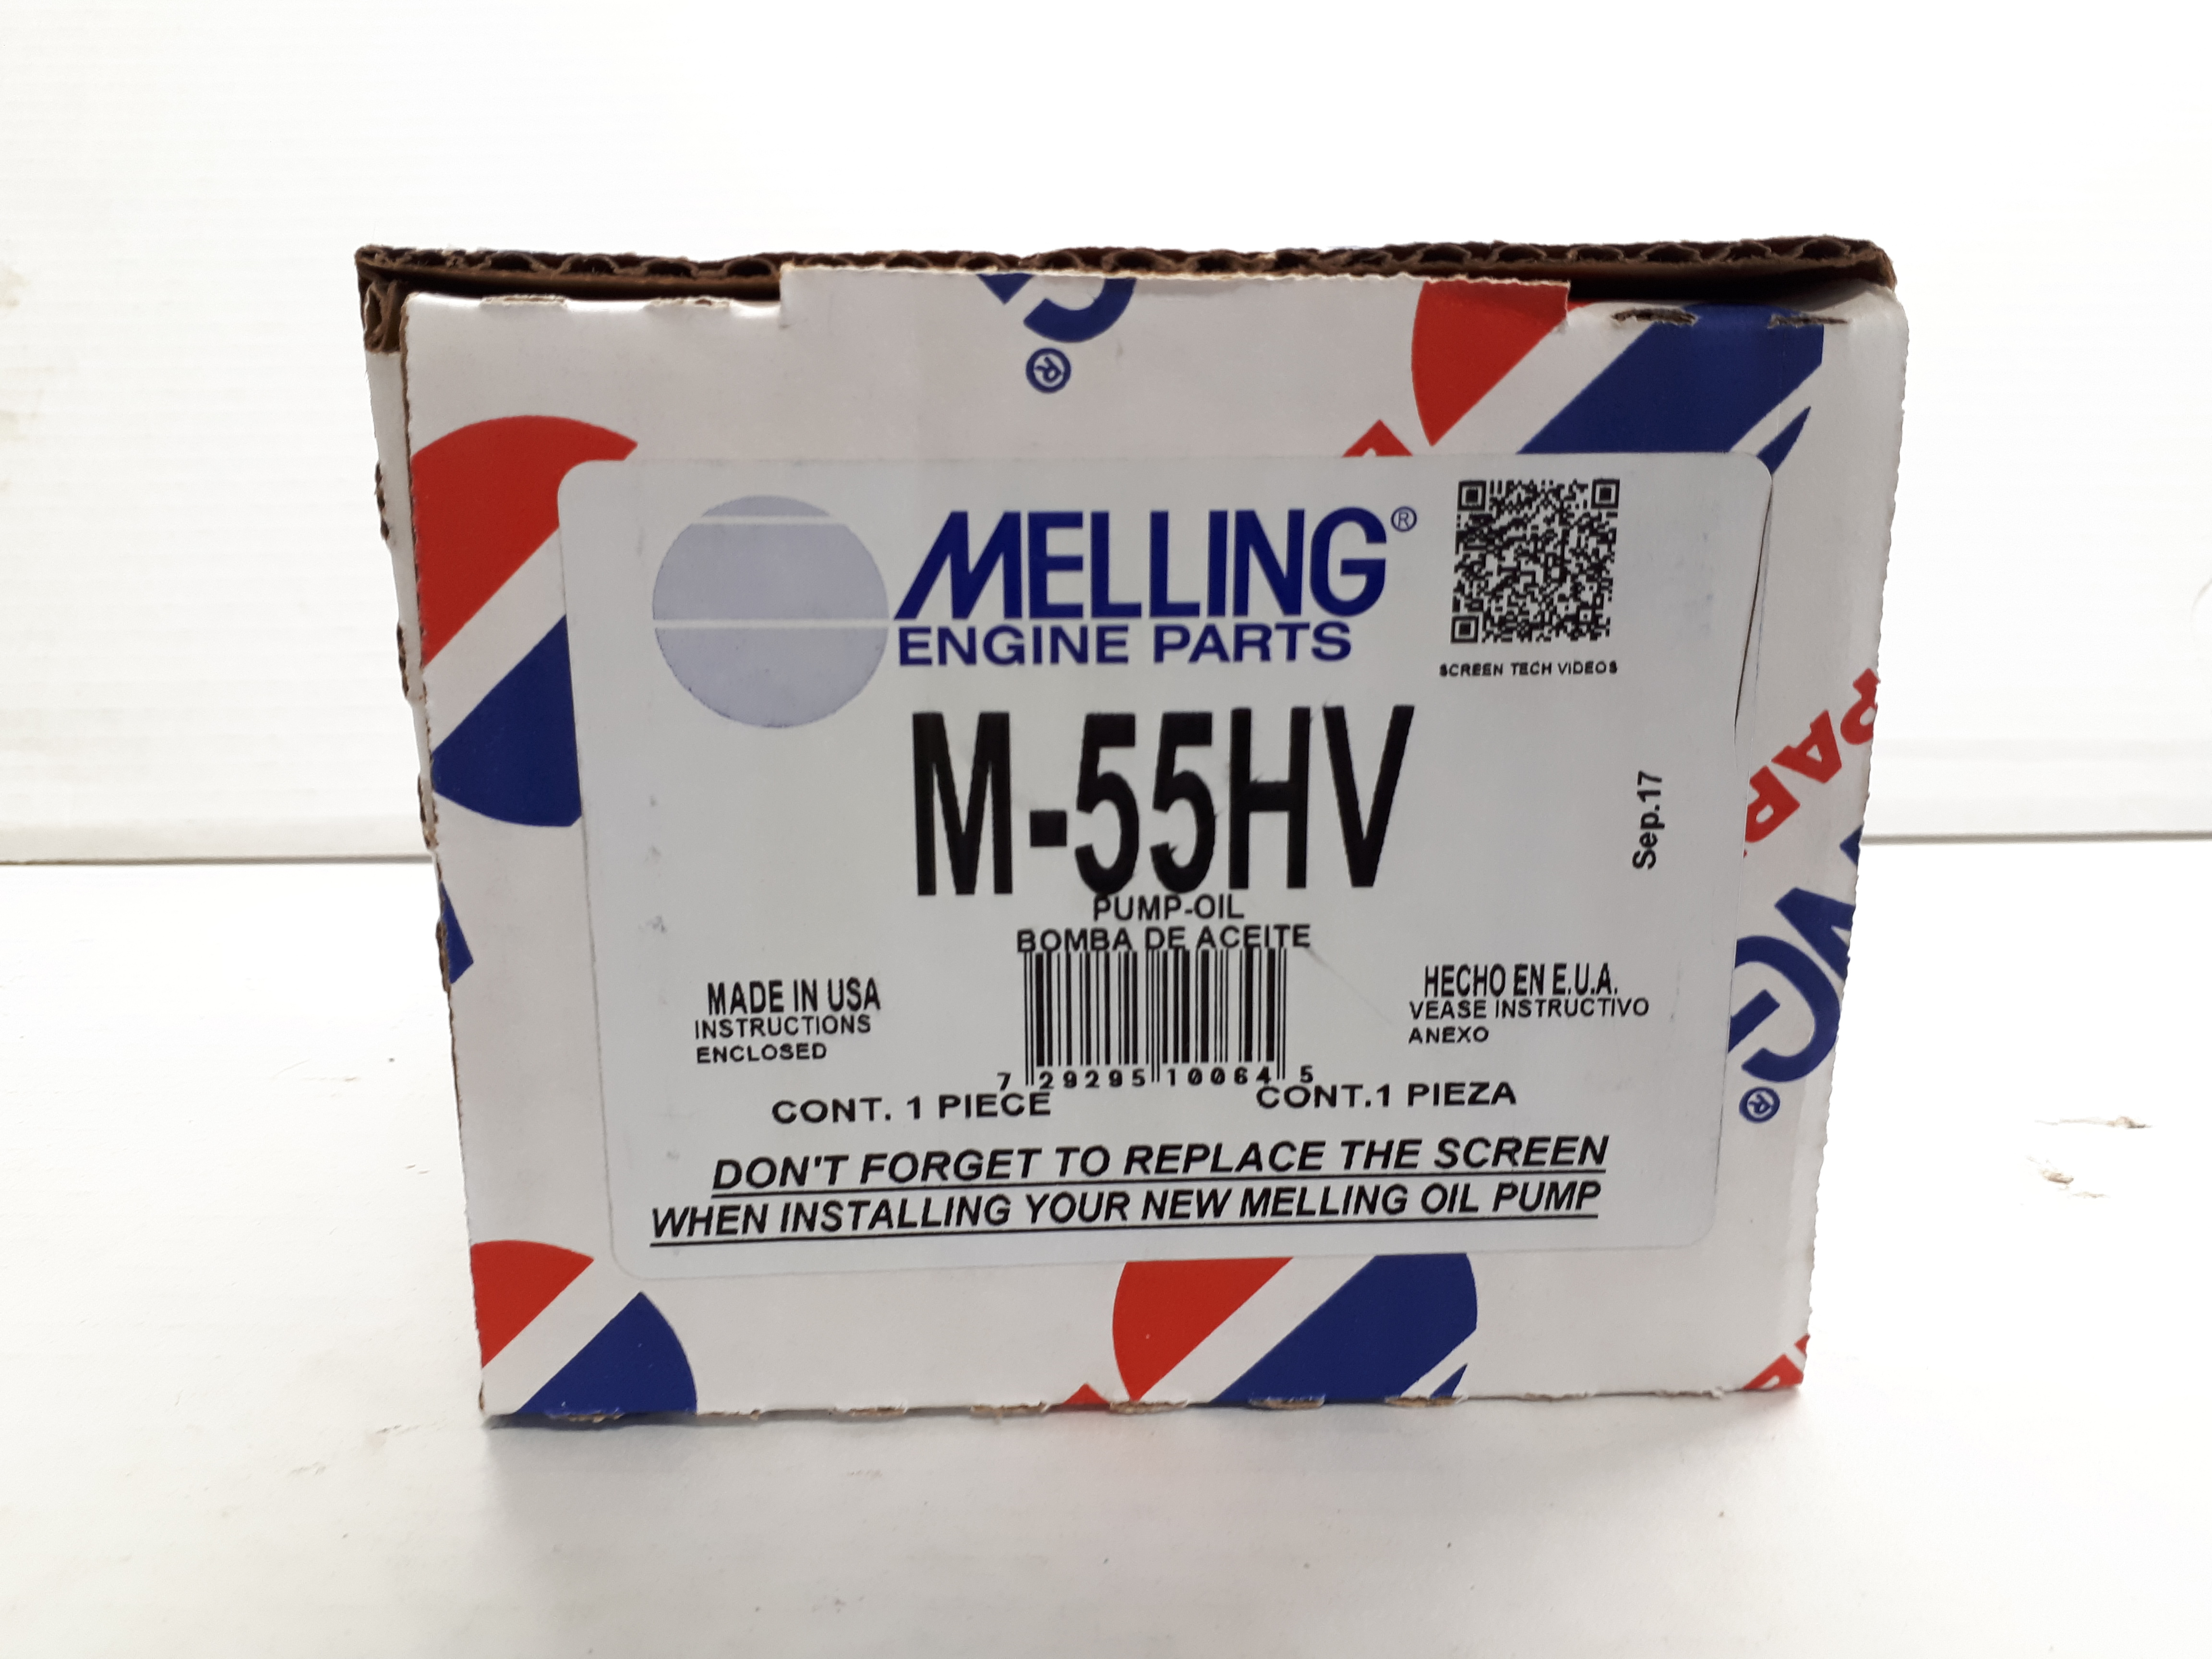 MELLING®
ENGINE PARTS
SCREEN TECH VIDEOS
M-55HV
Sep.17
PUMP-OIL
BOMBA DE ACEITE
MADE IN USA
INSTRUCTIONS
ENCLOSED
HECHO EN E.U.A.
VEASE INSTRUCTIVO
ANEXO
7 29295 10064 5
CONT. 1 PIECE
CONT.1 PIEZA
DON'T FORGET TO REPLACE THE SCREEN
WHEN INSTALLING YOUR NEW MELLING OIL PUMP